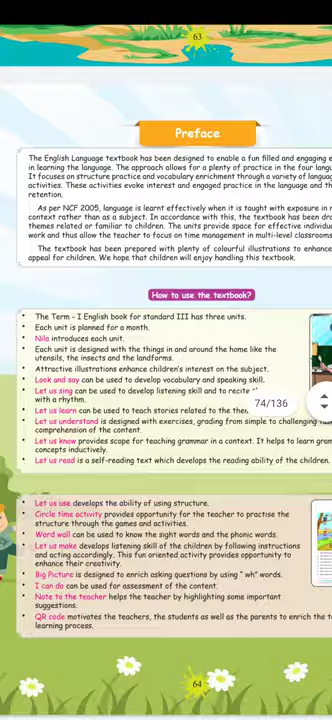 63
Preface
The English Language textbook has been designed to enable a fun filled and engaging e
in learning the language. The approach allows for a plenty of practice in the four langu
It focuses on structure practice and vocabulary enrichment through a variety of languag
activities. These activities evoke interest and engaged practice in the language and th
retention.
As per NCF 2005, language is learnt effectively when it is taught with exposure in
context rather than as a subject. In accordance with this, the textbook has been dra
themes related or familiar to children. The units provide space for effective individua
work and thus allow the teacher to focus on time management in multi-level classrooms
The textbook has been prepared with plenty of colourful illustrations to enhance
appeal for children. We hope that children will enjoy handling this textbook.
How to use the textbook?
• The Term - I English book for standard III has three units.
• Each unit is planned for a month.
• Nila introduces each unit.
• Each unit is designed with the things in and around the home like the
utensils, the insects and the landforms.
• Attractive illustrations enhance children's interest on the subject.
• Look and say can be used to develop vocabulary and speaking skill.
• Let us sing can be used to develop listening skill and to recite
with a rhythm.
• Let us learn can be used to teach stories related to the
74/136
• Let us understand is designed with exercises, grading from simple to challenging
comprehension of the content.
• Let us know provides scope for teaching grammar in a context. It helps to learn gram
concepts inductively.
• Let us read is a self-reading text which develops the reading ability of the children.
• Let us use develops the ability of using structure.
• Circle time activity provides opportunity for the teacher to practise the
structure through the games and activities.
• Word wall can be used to know the sight words and the phonic words.
• Let us make develops listening skill of the children by following instructions
and acting accordingly. This fun oriented activity provides opportunity to
enhance their creativity.
• Big Picture is designed to enrich asking questions by using " wh" words.
• I can do can be used for assessment of the content.
• Note to the teacher helps the teacher by highlighting some important
suggestions.
• QR code motivates the teachers, the students as well as the parents to enrich the
learning process.
64